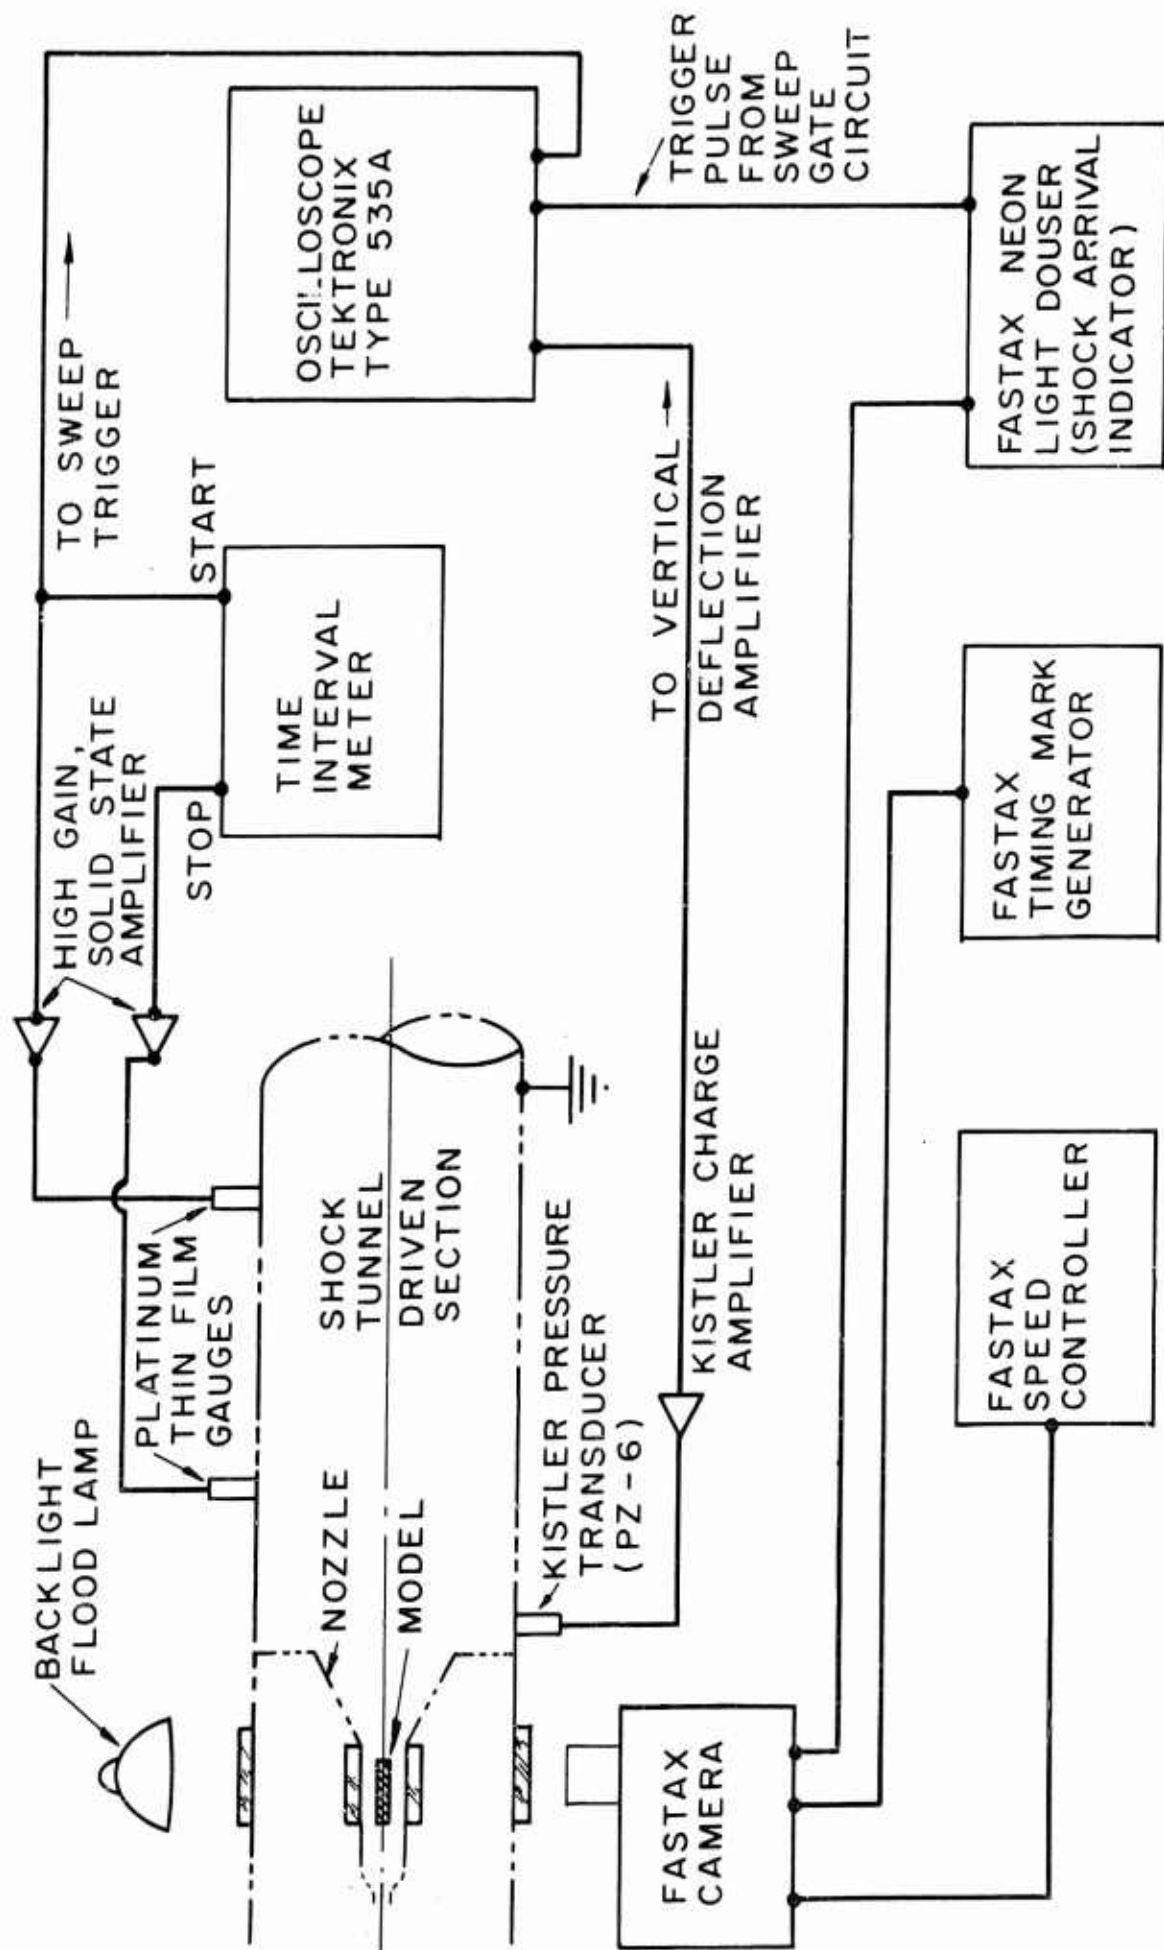 BACKLIGHT
FLOOD LAMP
PLATINUM
THIN FILM
GAUGES
HIGH GAIN,
SOLID STATE
AMPLIFIER
TO SWEEP
TRIGGER
STOP
START
TIME
INTERVAL
METER
OSCILLOSCOPE
TEKTRONIX
TYPE 535A
NOZZLE
MODEL
SHOCK
TUNNEL
DRIVEN
SECTION
KISTLER PRESSURE
TRANSDUCER
(PZ-6)
KISTLER CHARGE
AMPLIFIER
TO VERTICAL
DEFLECTION
AMPLIFIER
TRIGGER
PULSE
FROM
SWEEP
GATE
CIRCUIT
FASTAX
CAMERA
FASTAX
SPEED
CONTROLLER
FASTAX
TIMING MARK
GENERATOR
FASTAX NEON
LIGHT DOUSER
(SHOCK ARRIVAL
INDICATOR)